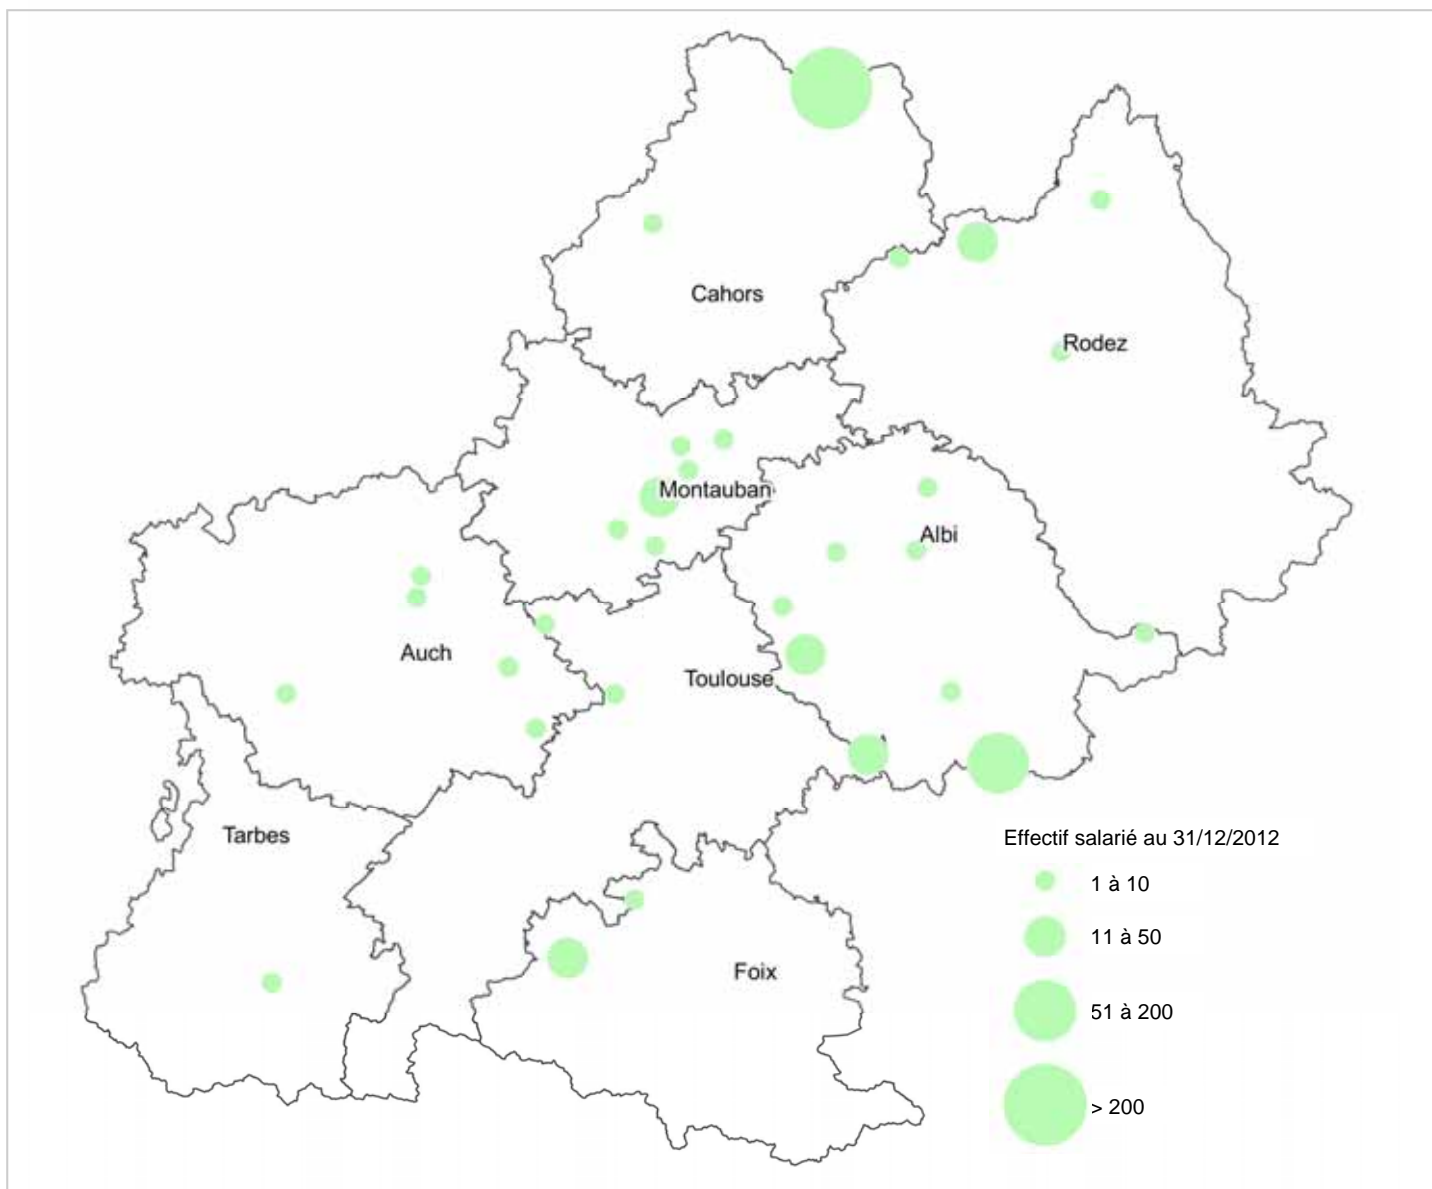 Cahors
Rodez
Montauban
Albi
Auch
Toulouse
Tarbes
Foix
Effectif salarié au 31/12/2012
1 à 10
11 à 50
51 à 200
> 200